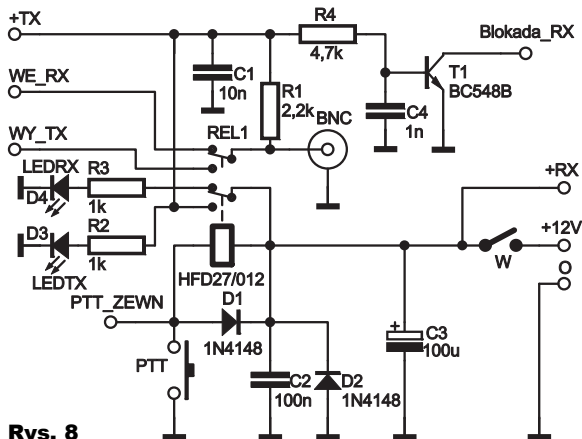 +TX
R4
4,7k
Blokada_RX
WE_RX
C1
10n
R1
2,2k
BNC
T1
BC548B
C4
1n
WY_TX
REL1
LEDRX
R3
D4
1k
+RX
D3
R2
1k
LEDTX
+12V
W
O
HFD27/012
PTT_ZEWN
D1
1N4148
+
C3
100u
PTT
C2
100n
D2
1N4148
Rys. 8